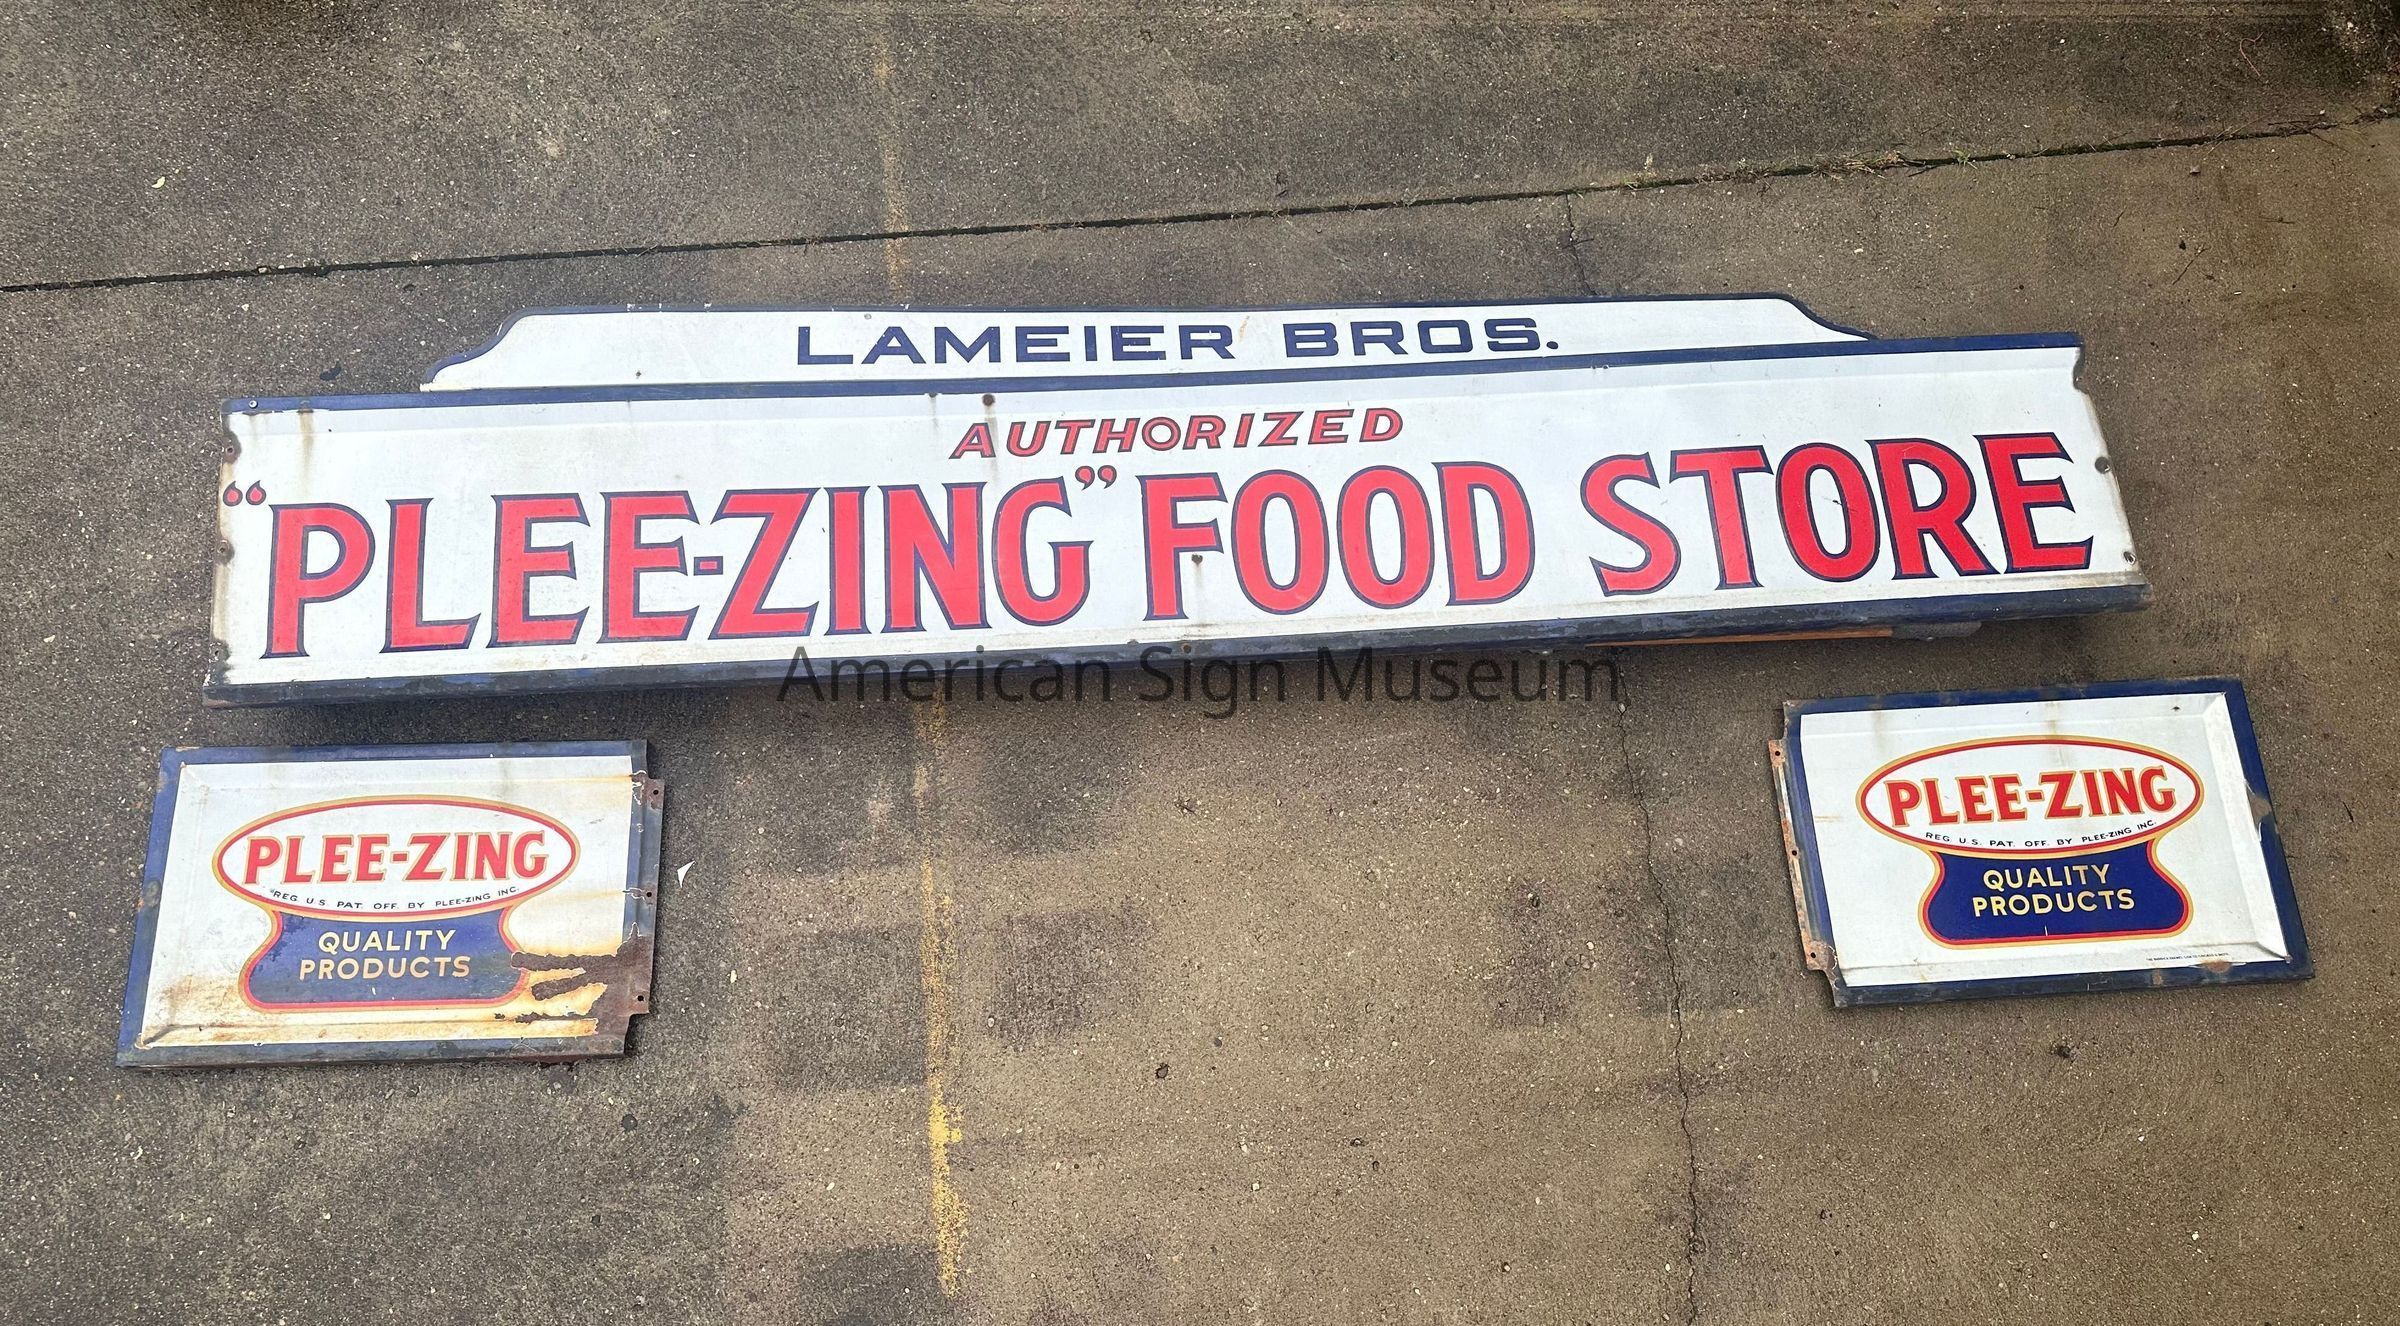 LAMEIER BROS.
AUTHORIZED
“PLEE-ZING” FOOD STORE
American Sign Museum
PLEE-ZING
REG. U.S. PAT. OFF. BY PLEE-ZING INC.
QUALITY
PRODUCTS
PLEE-ZING
REG. U.S. PAT. OFF. BY PLEE-ZING INC.
QUALITY
PRODUCTS